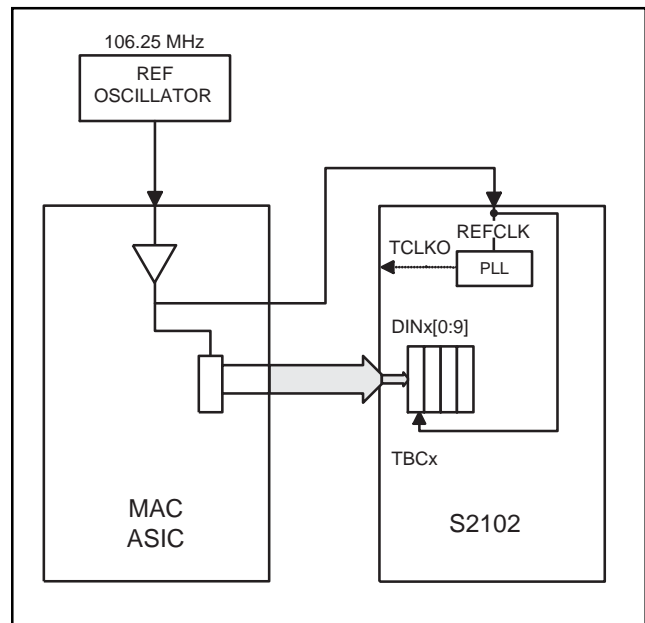 106.25 MHz
REF
OSCILLATOR
REFCLK
TCLKO
PLL
DINx[0:9]
TBCx
MAC
ASIC
S2102